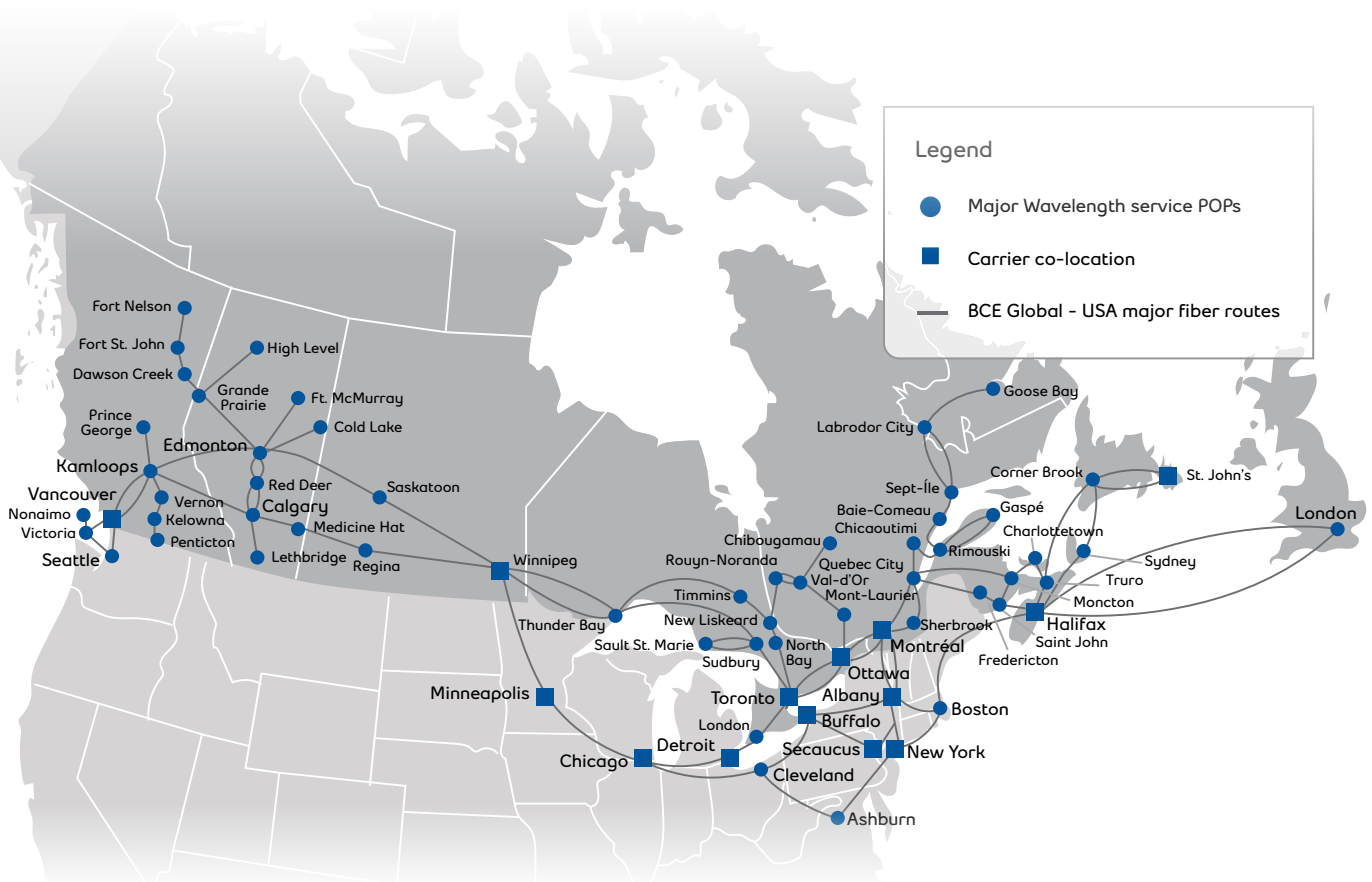 Legend
Major Wavelength service POPs
Carrier co-location
BCE Global - USA major fiber routes
Fort Nelson
Fort St. John
High Level
Dawson Creek
Grande
Prairie
Ft. McMurray
Prince
George
Cold Lake
Edmonton
Kamloops
Red Deer
Saskatoon
Vancouver
Vernon
Calgary
Nonaimo
Kelowna
Medicine Hat
Victoria
Penticton
Seattle
Lethbridge
Regina
Winnipeg
Thunder Bay
Minneapolis
Chicago
Detroit
London
Toronto
Buffalo
Cleveland
Ashburn
Secaucus
New York
Albany
Boston
Goose Bay
Labrodor City
Sept-Île
Corner Brook
St. John's
Baie-Comeau
Gaspé
Chicaoutimi
Charlottetown
London
Chibougamau
Rimouski
Sydney
Rouyn-Noranda
Quebec City
Val-d'Or
Truro
Timmins
Mont-Laurier
Moncton
New Liskeard
Sherbrook
Halifax
Sault St. Marie
North
Bay
Montréal
Saint John
Sudbury
Ottawa
Fredericton